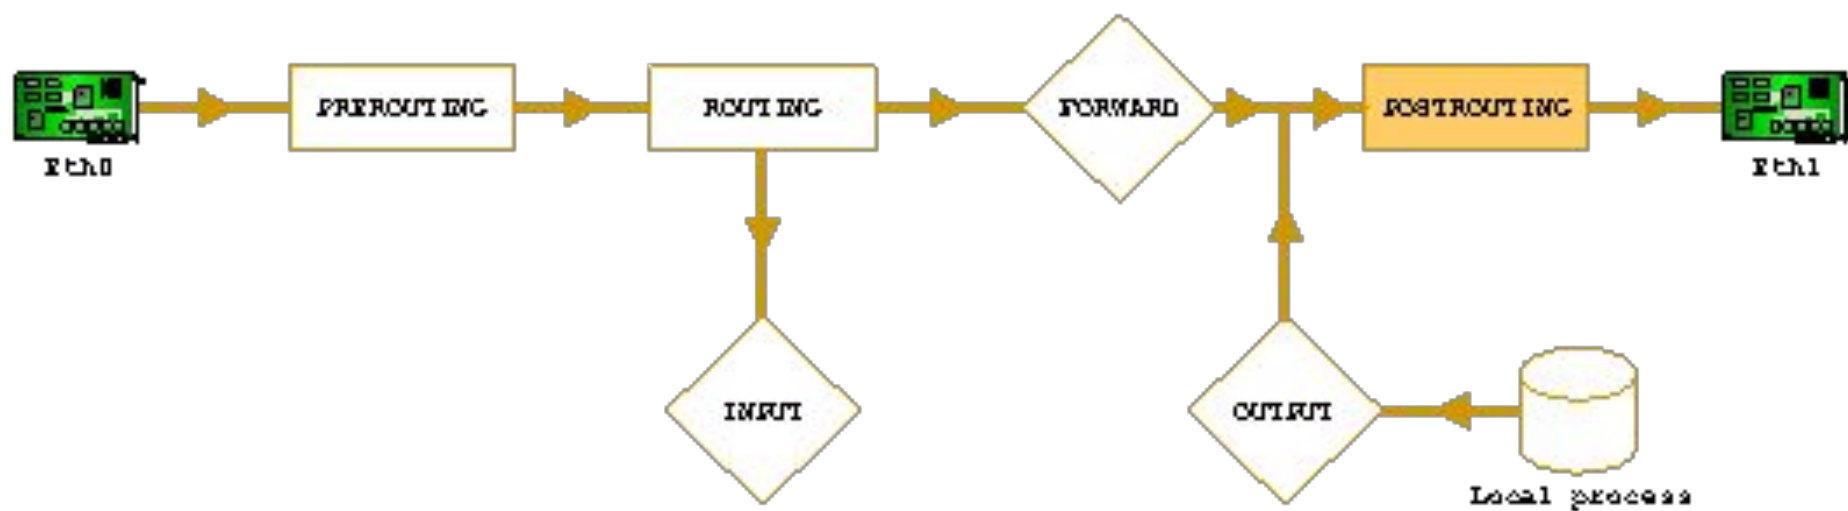 Eth0
PREROUTING
ROUTING
FORWARD
POSTROUTING
Eth1
INPUT
OUTPUT
Local process